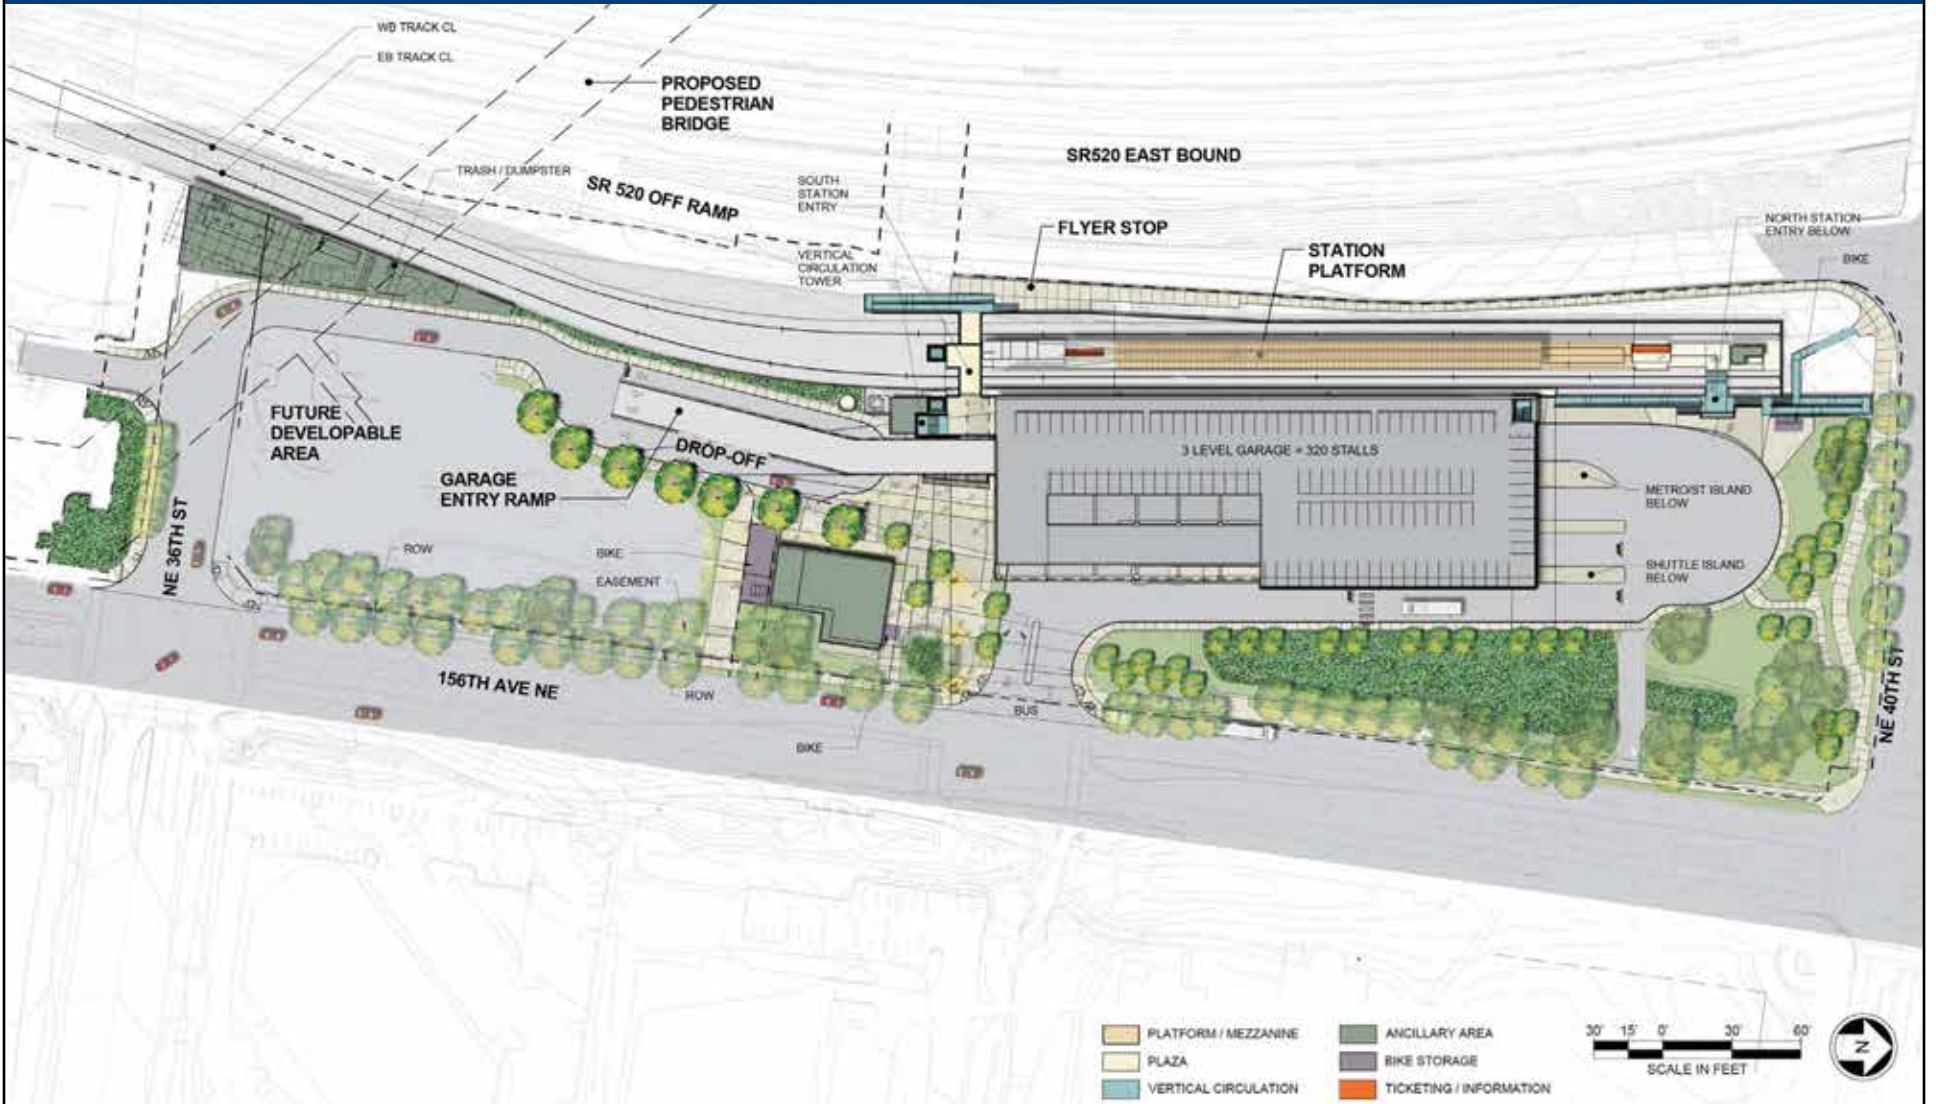 WB TRACK CL
EB TRACK CL
PROPOSED
PEDESTRIAN
BRIDGE
TRASH / DUMPSTER
SR 520 OFF RAMP
SOUTH
STATION
ENTRY
SR520 EAST BOUND
FLYER STOP
STATION
PLATFORM
NORTH STATION
ENTRY BELOW
BIKE
VERTICAL
CIRCULATION
TOWER
FUTURE
DEVELOPABLE
AREA
GARAGE
ENTRY RAMP
DROP-OFF
3 LEVEL GARAGE = 320 STALLS
METRO/ST ISLAND
BELOW
SHUTTLE ISLAND
BELOW
NE 36TH ST
ROW
BIKE
EASEMENT
156TH AVE NE
ROW
BUS
BIKE
NE 40TH ST
PLATFORM / MEZZANINE
PLAZA
VERTICAL CIRCULATION
ANCILLARY AREA
BIKE STORAGE
TICKETING / INFORMATION
30' 15' 0' 30' 60'
SCALE IN FEET
N